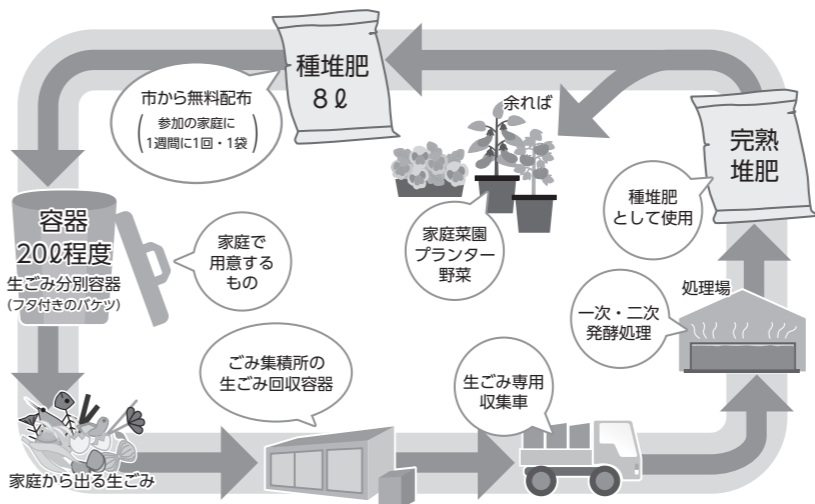 種堆肥
8ℓ
市から無料配布
(参加の家庭に
1週間に1回・1袋)
余れば
完熟
堆肥
種堆肥
として使用
家庭菜園
プランター
野菜
容器
20ℓ程度
生ごみ分別容器
(フタ付きのバケツ)
家庭で
用意する
もの
処理場
一次・二次
発酵処理
ごみ集積所の
生ごみ回収容器
生ごみ専用
収集車
家庭から出る生ごみ